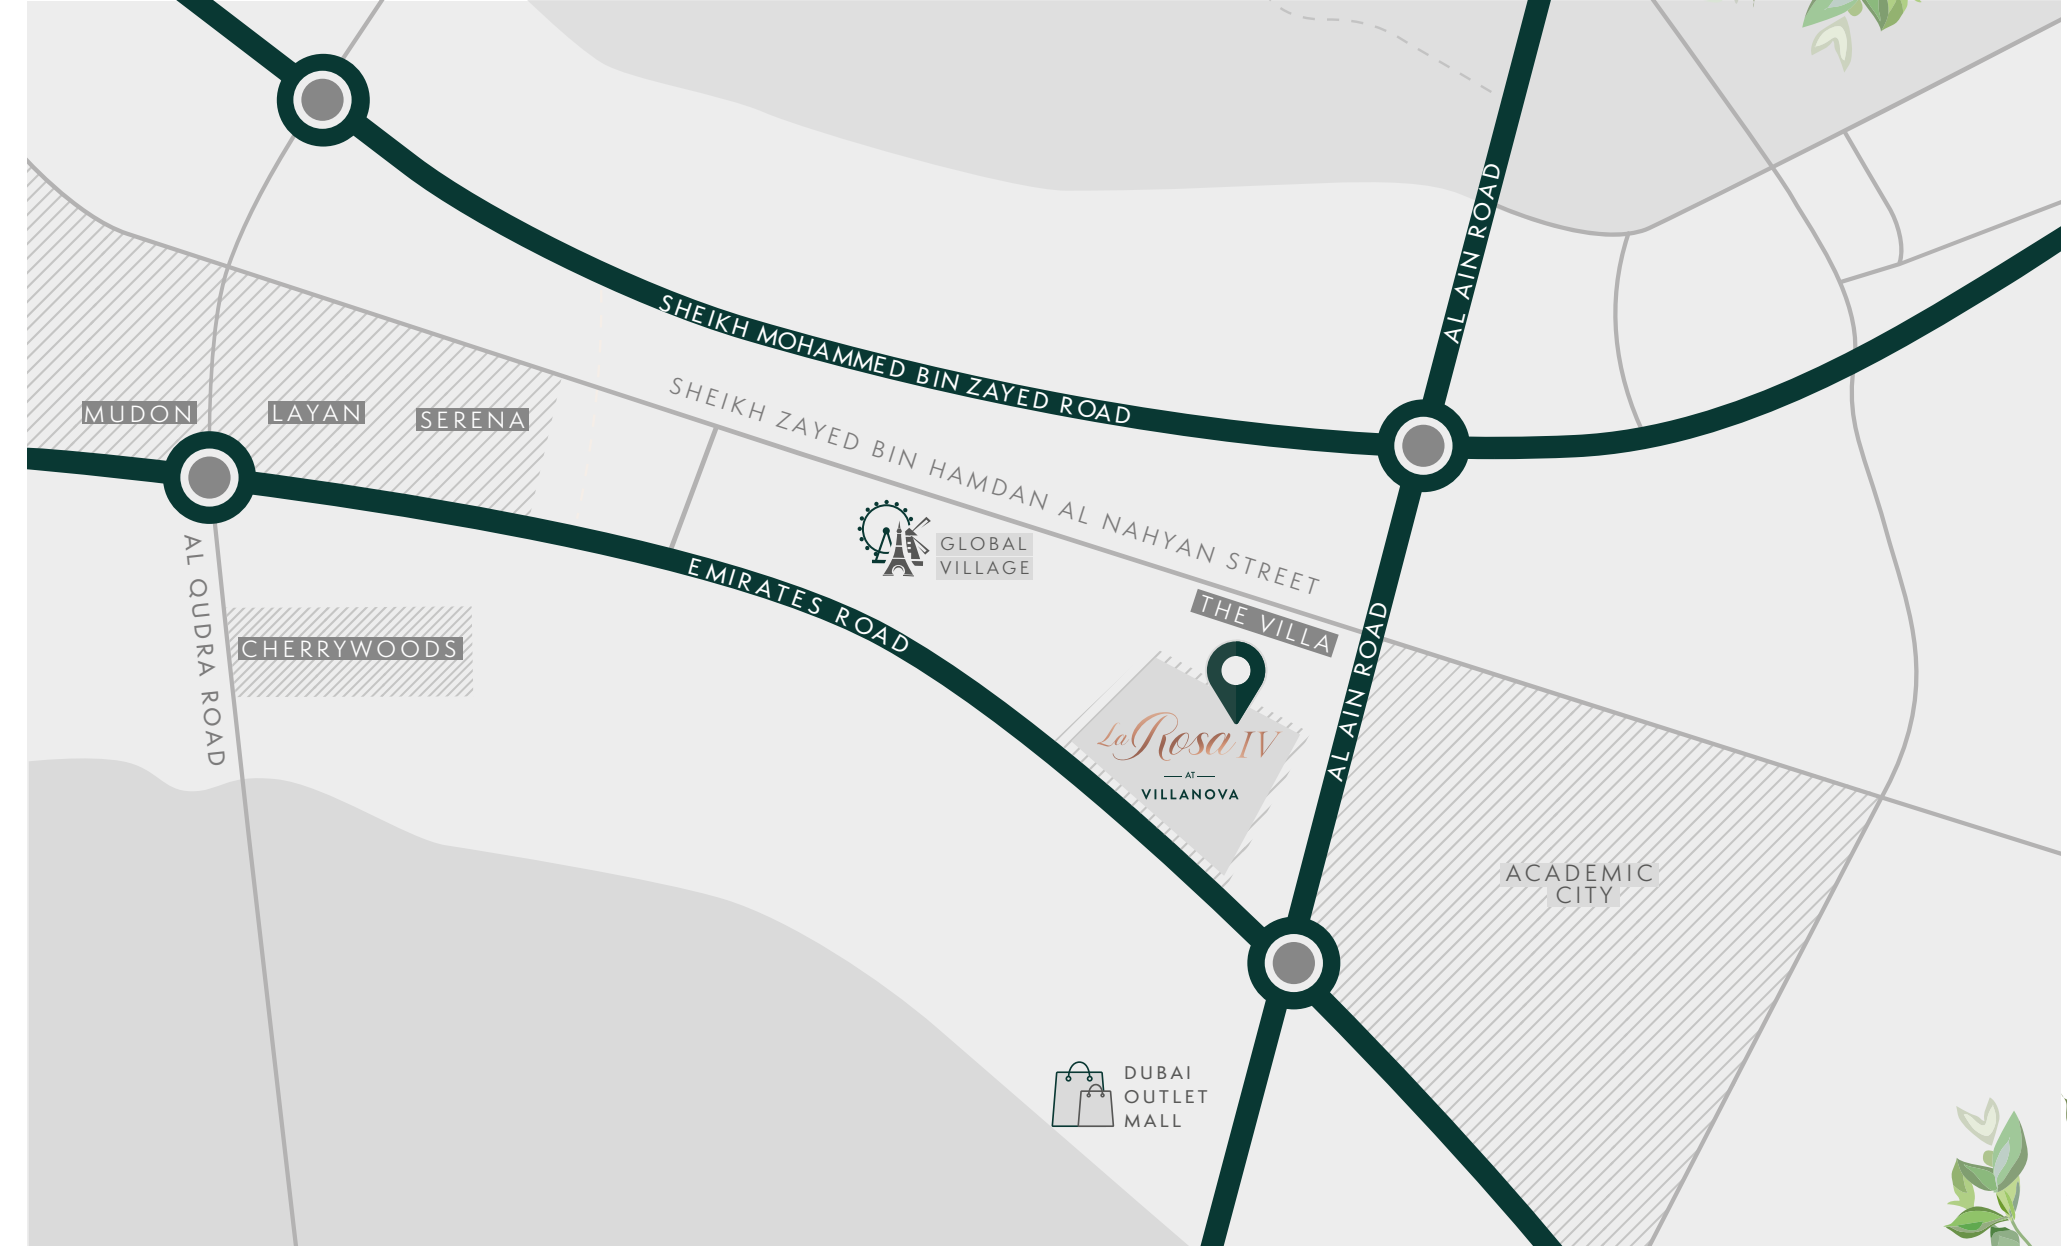 AL AIN ROAD
SHEIKH MOHAMMED BIN ZAYED ROAD
SHEIKH ZAYED BIN HAMDAN AL NAHYAN STREET
MUDON
LAYAN
SERENA
GLOBAL
VILLAGE
EMIRATES ROAD
THE VILLA
AL QUDRA ROAD
CHERRYWOODS
AL AIN ROAD
La Rosa IV
AT
VILLANOVA
ACADEMIC
CITY
DUBAI
OUTLET
MALL